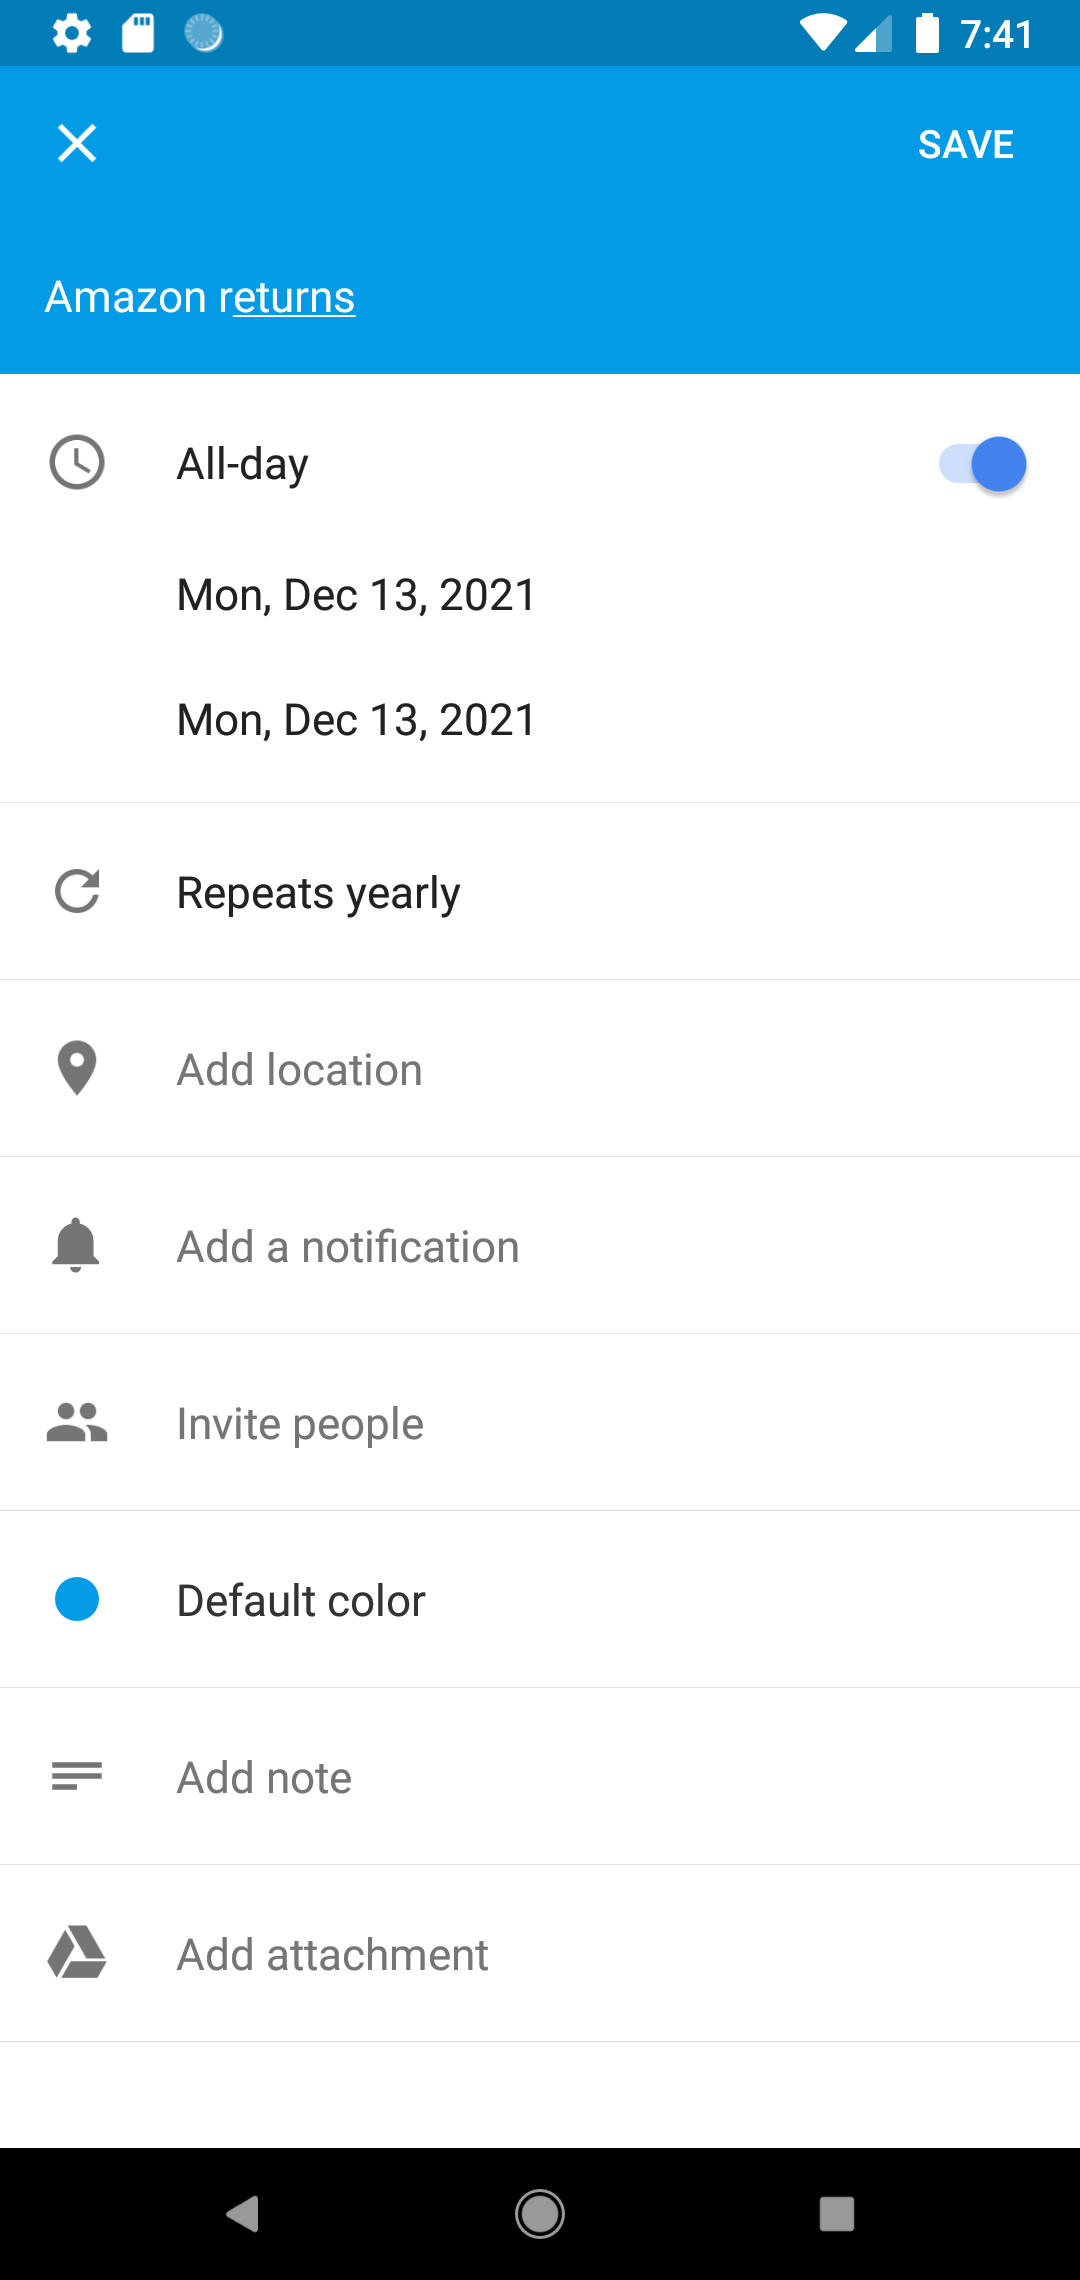 7:41
SAVE
Amazon returns
All-day
Mon, Dec 13, 2021
Mon, Dec 13, 2021
Repeats yearly
Add location
Add a notification
Invite people
Default color
Add note
Add attachment